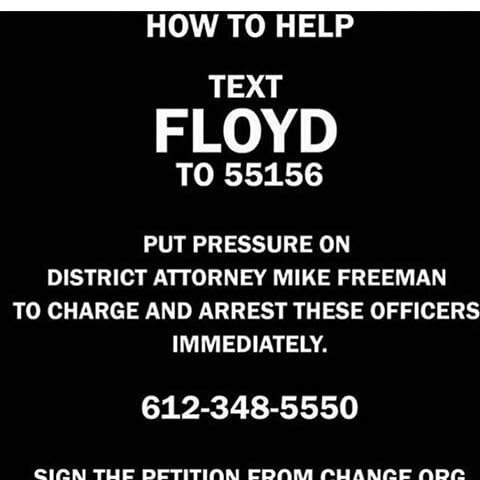 HOW TO HELP
TEXT
FLOYD
TO 55156
PUT PRESSURE ON
DISTRICT ATTORNEY MIKE FREEMAN
TO CHARGE AND ARREST THESE OFFICERS
IMMEDIATELY.
612-348-5550
SIGN THE PETITION FROM CHANGE.ORG